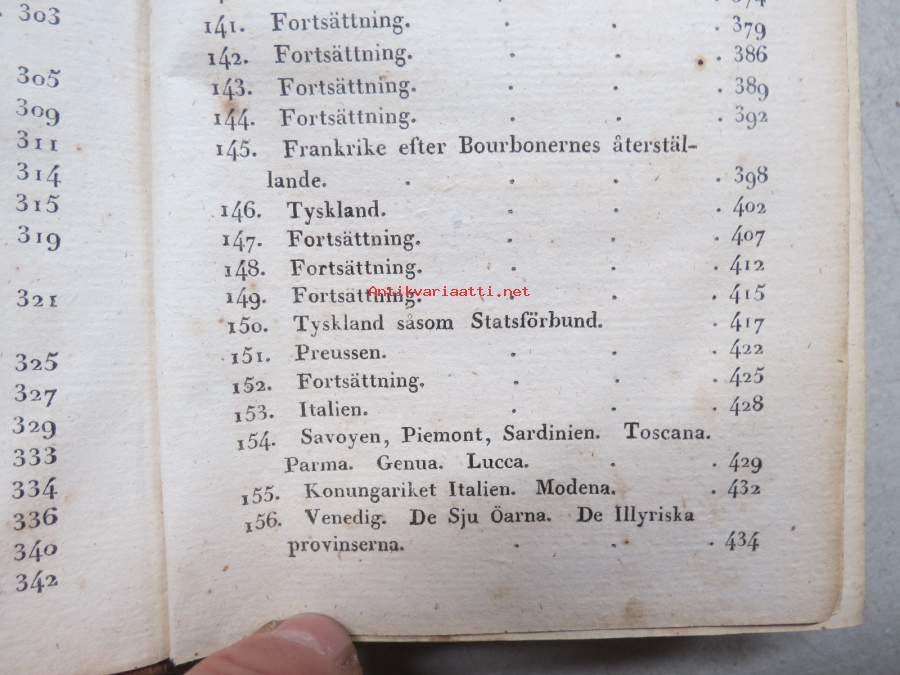 303
305
309
311
314
315
319
321
325
327
329
333
334
336
340
342
141. Fortsättning. . . . 379
142. Fortsättning. . . . 386
143. Fortsättning. . . . 389
144. Fortsättning. . . . 392
145. Frankrike efter Bourbonernes återstäl-
lande. . . . . 398
146. Tyskland. . . . 402
147. Fortsättning. . . . 407
148. Fortsättning. . . . 412
149. Fortsättning. . . . 415
Antikvariaatti.net
150. Tyskland såsom Statsförbund. . 417
151. Preussen. . . . 422
152. Fortsättning. . . . 425
153. Italien. . . . 428
154. Savoyen, Piemont, Sardinien. Toscana.
Parma. Genua. Lucca. . . 429
155. Konungariket Italien. Modena. . 432
156. Venedig. De Sju Öarna. De Illyriska
provinserna. . . . 434